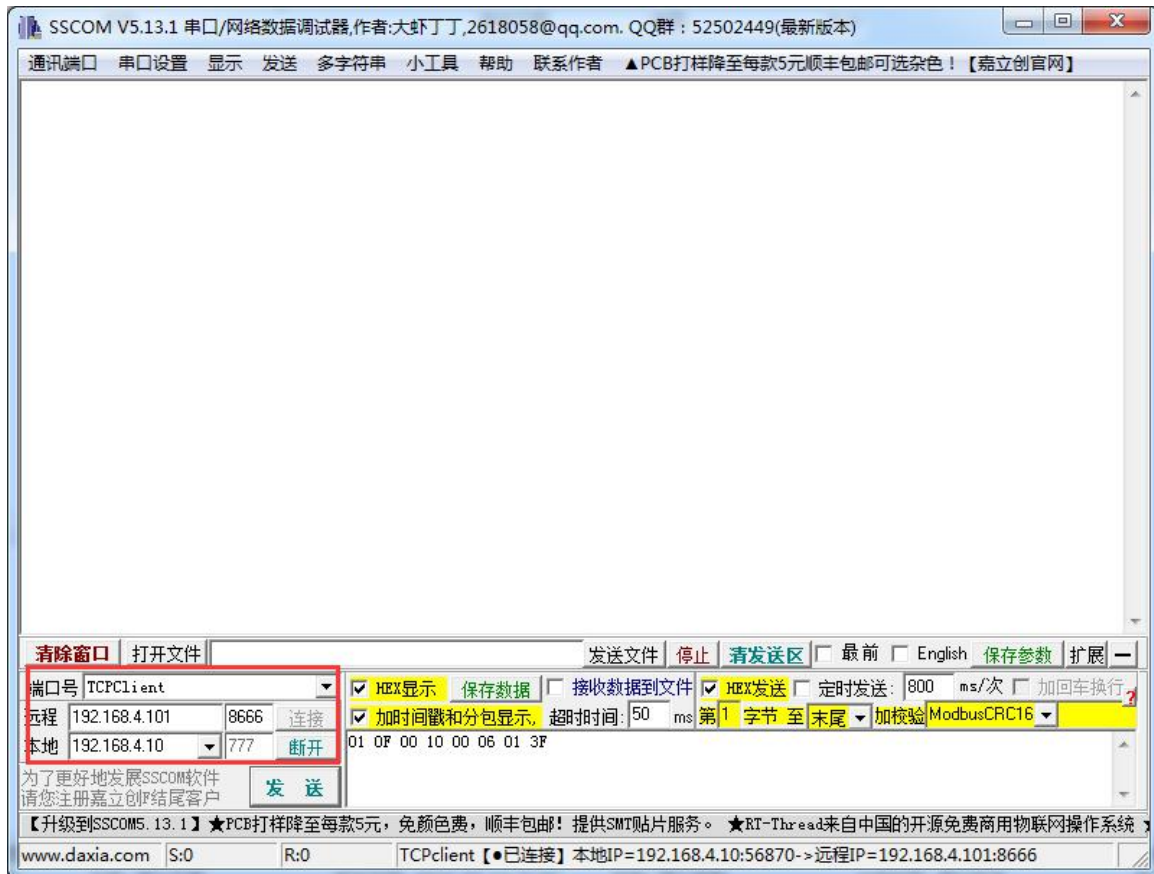 SSCOM V5.13.1 串口/网络数据调试器,作者:大虾丁丁,2618058@qq.com. QQ群：52502449(最新版本)
通讯端口 串口设置 显示 发送 多字符串 小工具 帮助 联系作者 ▲PCB打样降至每款5元顺丰包邮可选杂色！【嘉立创官网】
清除窗口 打开文件 发送文件 停止 清发送区 最前 English 保存参数 扩展 —
端口号 TCPClient HEX显示 保存数据 接收数据到文件 HEX发送 定时发送: 800 ms/次 加回车换行
远程 192.168.4.101 8666 连接 加时间戳和分包显示, 超时时间: 50 ms 第1 字节 至 末尾 加校验 ModbusCRC16 ?
本地 192.168.4.10 777 断开 01 0F 00 10 00 06 01 3F
为了更好地发展SSCOM软件
请您注册嘉立创F结尾客户
发 送
【升级到SSCOM5.13.1】★PCB打样降至每款5元，免颜色费，顺丰包邮！提供SMT贴片服务。 ★RT-Thread来自中国的开源免费商用物联网操作系统
www.daxia.com S:0 R:0 TCPclient【●已连接】本地IP=192.168.4.10:56870->远程IP=192.168.4.101:8666